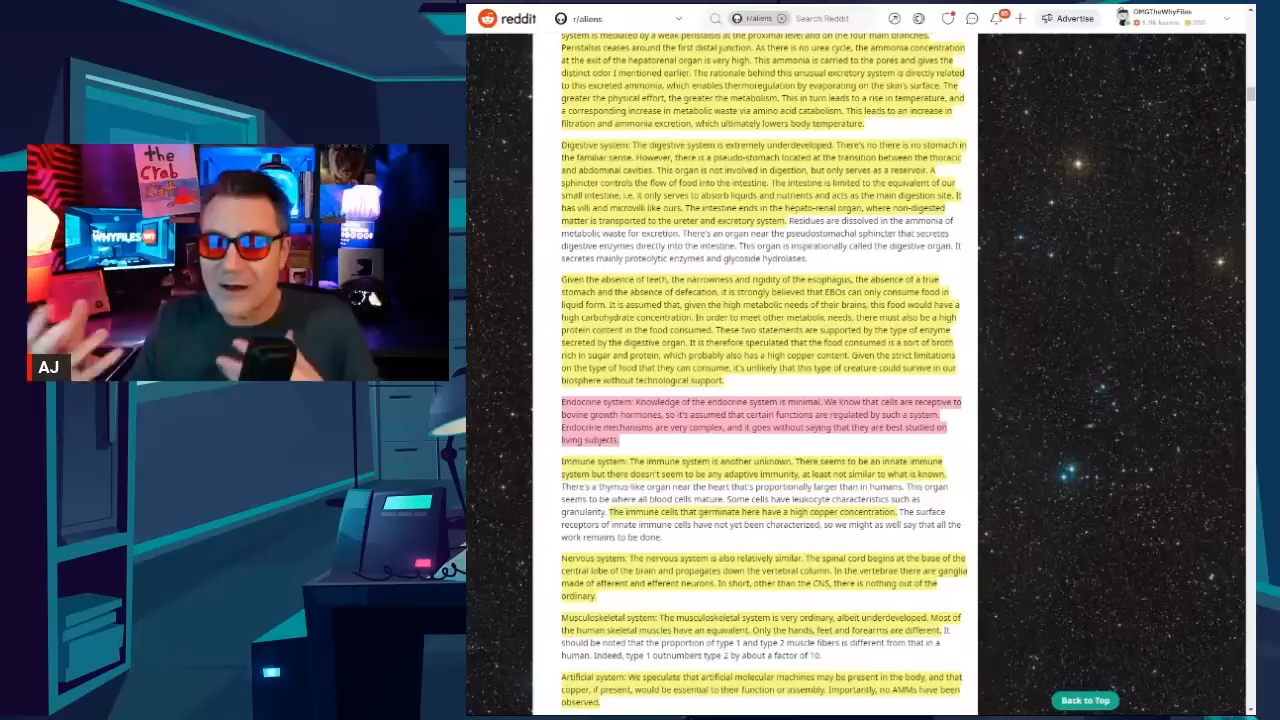 reddit
r/aliens
r/aliens
Search Reddit
Advertise
OMGTheWhyFiles
system is mediated by a weak peristalsis at the proximal level and on the four main branches.
Peristalsis ceases around the first distal junction. As there is no urea cycle, the ammonia concentration
at the exit of the hepatorenal organ is very high. This ammonia is carried to the pores and gives the
distinct odor I mentioned earlier. The rationale behind this unusual excretory system is directly related
to this excreted ammonia, which enables thermoregulation by evaporating on the skin's surface. The
greater the physical effort, the greater the metabolism. This in turn leads to a rise in temperature, and
a corresponding increase in metabolic waste via amino acid catabolism. This leads to an increase in
filtration and ammonia excretion, which ultimately lowers body temperature.
Digestive system: The digestive system is extremely underdeveloped. There's no there is no stomach in
the familiar sense. However, there is a pseudo-stomach located at the transition between the thoracic
and abdominal cavities. This organ is not involved in digestion, but only serves as a reservoir. A
sphincter controls the flow of food into the intestine. The intestine is limited to the equivalent of our
small intestine, i.e. it only serves to absorb liquids and nutrients and acts as the main digestion site. It
has villi and microvilli like ours. The intestine ends in the hepato-renal organ, where non-digested
matter is transported to the ureter and excretory system. Residues are dissolved in the ammonia of
metabolic waste for excretion. There's an organ near the pseudostomachal sphincter that secretes
digestive enzymes directly into the intestine. This organ is inspirationally called the digestive organ. It
secretes mainly proteolytic enzymes and glycoside hydrolases.
Given the absence of teeth, the narrowness and rigidity of the esophagus, the absence of a true
stomach and the absence of defecation, it is strongly believed that EBOs can only consume food in
liquid form. It is assumed that, given the high metabolic needs of their brains, this food would have a
high carbohydrate concentration. In order to meet other metabolic needs, there must also be a high
protein content in the food consumed. These two statements are supported by the type of enzyme
secreted by the digestive organ. It is therefore speculated that the food consumed is a sort of broth
rich in sugar and protein, which probably also has a high copper content. Given the strict limitations
on the type of food that they can consume, it's unlikely that this type of creature could survive in our
biosphere without technological support.
Endocrine system: Knowledge of the endocrine system is minimal. We know that cells are receptive to
bovine growth hormones, so it's assumed that certain functions are regulated by such a system.
Endocrine mechanisms are very complex, and it goes without saying that they are best studied on
living subjects.
Immune system: The immune system is another unknown. There seems to be an innate immune
system but there doesn't seem to be any adaptive immunity, at least not similar to what is known.
There's a thymus-like organ near the heart that's proportionally larger than in humans. This organ
seems to be where all blood cells mature. Some cells have leukocyte characteristics such as
granularity. The immune cells that germinate here have a high copper concentration. The surface
receptors of innate immune cells have not yet been characterized, so we might as well say that all the
work remains to be done.
Nervous system: The nervous system is also relatively similar. The spinal cord begins at the base of the
central lobe of the brain and propagates down the vertebral column. In the vertebrae there are ganglia
made of afferent and efferent neurons. In short, other than the CNS, there is nothing out of the
ordinary.
Musculoskeletal system: The musculoskeletal system is very ordinary, albeit underdeveloped. Most of
the human skeletal muscles have an equivalent. Only the hands, feet and forearms are different. It
should be noted that the proportion of type 1 and type 2 muscle fibers is different from that in a
human. Indeed, type 1 outnumbers type 2 by about a factor of 10.
Artificial system: We speculate that artificial molecular machines may be present in the body, and that
copper, if present, would be essential to their function or assembly. Importantly, no AMMs have been
observed.
Back to Top
the
Crab
Cat
THE
WHYFILES
AJ